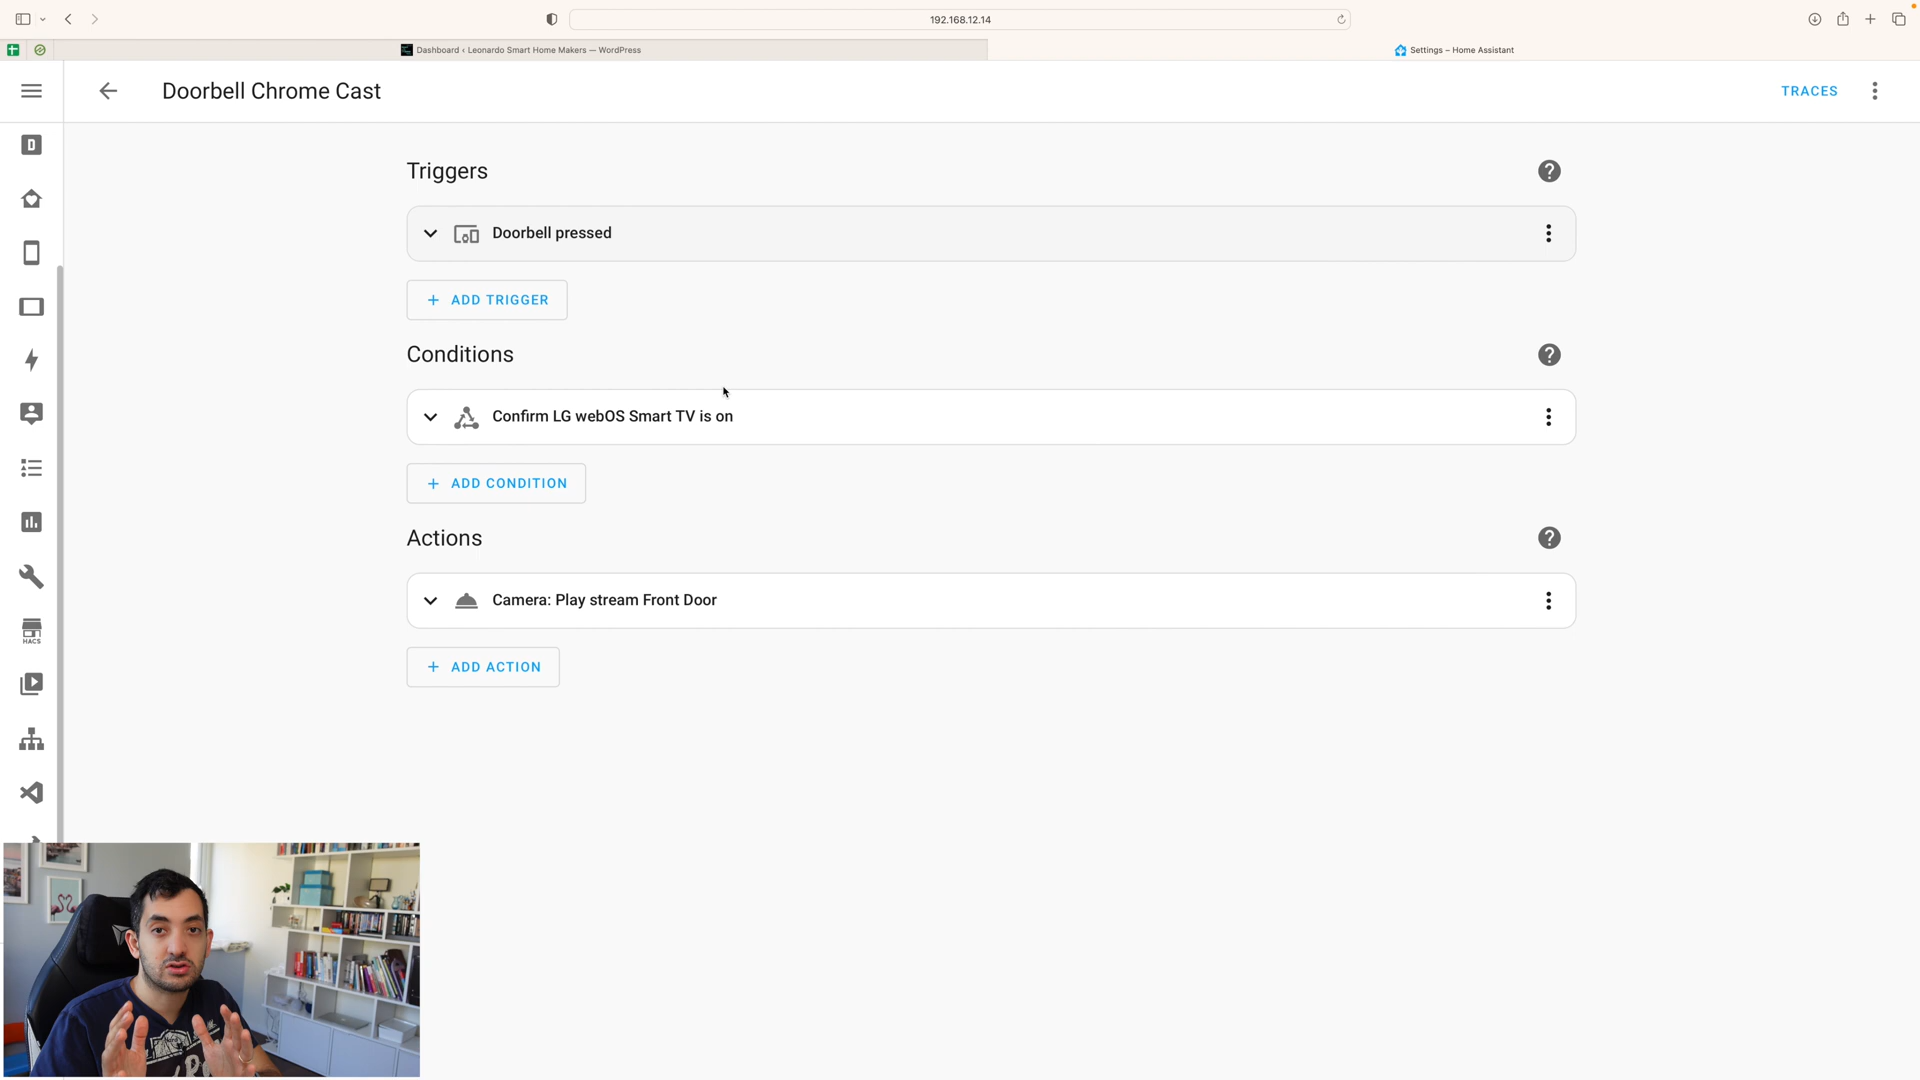 192.168.12.14
Dashboard ‹ Leonardo Smart Home Makers — WordPress
Settings – Home Assistant
Doorbell Chrome Cast
TRACES
D
Triggers
?
Doorbell pressed
+ ADD TRIGGER
Conditions
?
Confirm LG webOS Smart TV is on
+ ADD CONDITION
Actions
?
Camera: Play stream Front Door
HACS
+ ADD ACTION